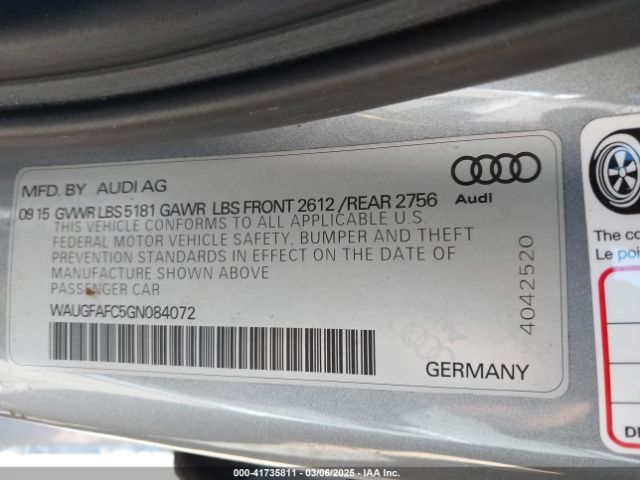 MFD. BY AUDI AG
Audi
09 15 GVWR LBS 5181 GAWR LBS FRONT 2612 /REAR 2756
THIS VEHICLE CONFORMS TO ALL APPLICABLE U.S.
FEDERAL MOTOR VEHICLE SAFETY, BUMPER AND THEFT
PREVENTION STANDARDS IN EFFECT ON THE DATE OF
MANUFACTURE SHOWN ABOVE
PASSENGER CAR
WAUGFAFC5GN084072
4042520
GERMANY
The co
Le poi
000-41735811 — 03/06/2025 — IAA Inc.